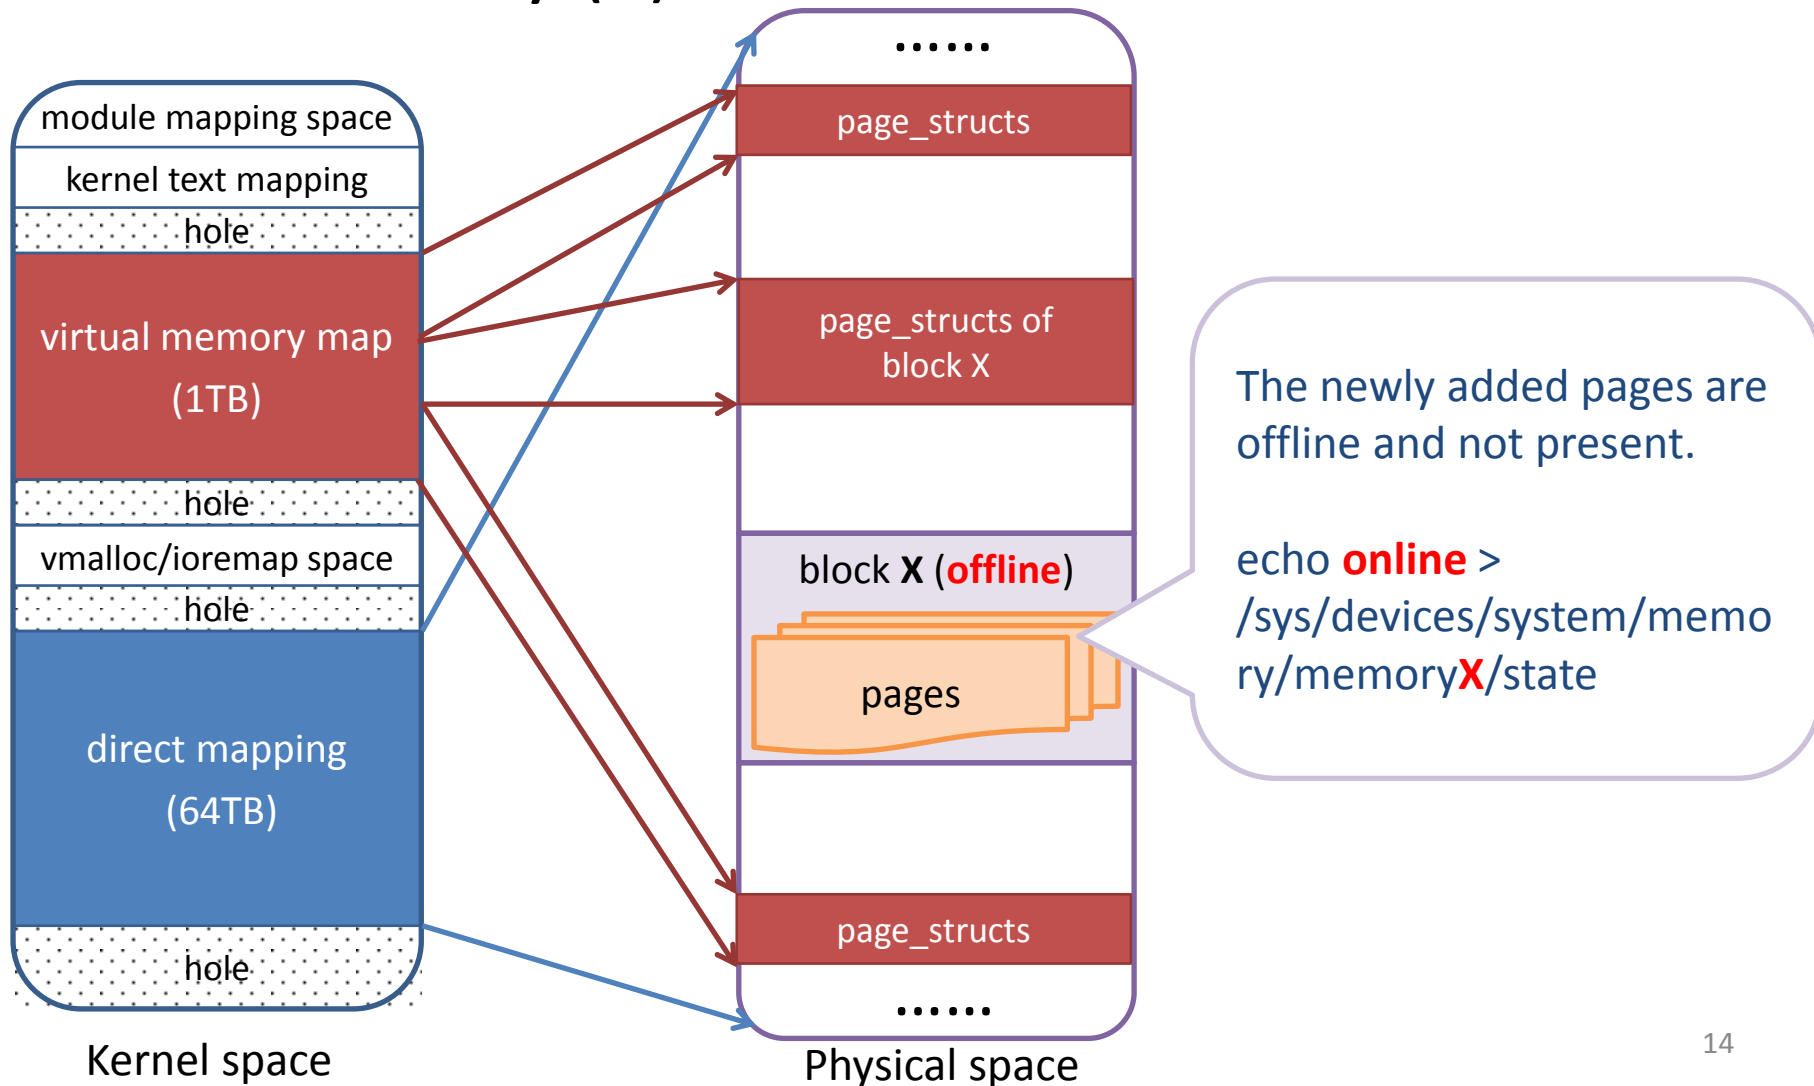 module mapping space
kernel text mapping
hole
virtual memory map
(1TB)
hole
vmalloc/ioremap space
hole
direct mapping
(64TB)
hole
Kernel space
......
page_structs
page_structs of
block X
block X (offline)
pages
page_structs
......
Physical space
The newly added pages are
offline and not present.
echo online >
/sys/devices/system/memo
ry/memoryX/state
14